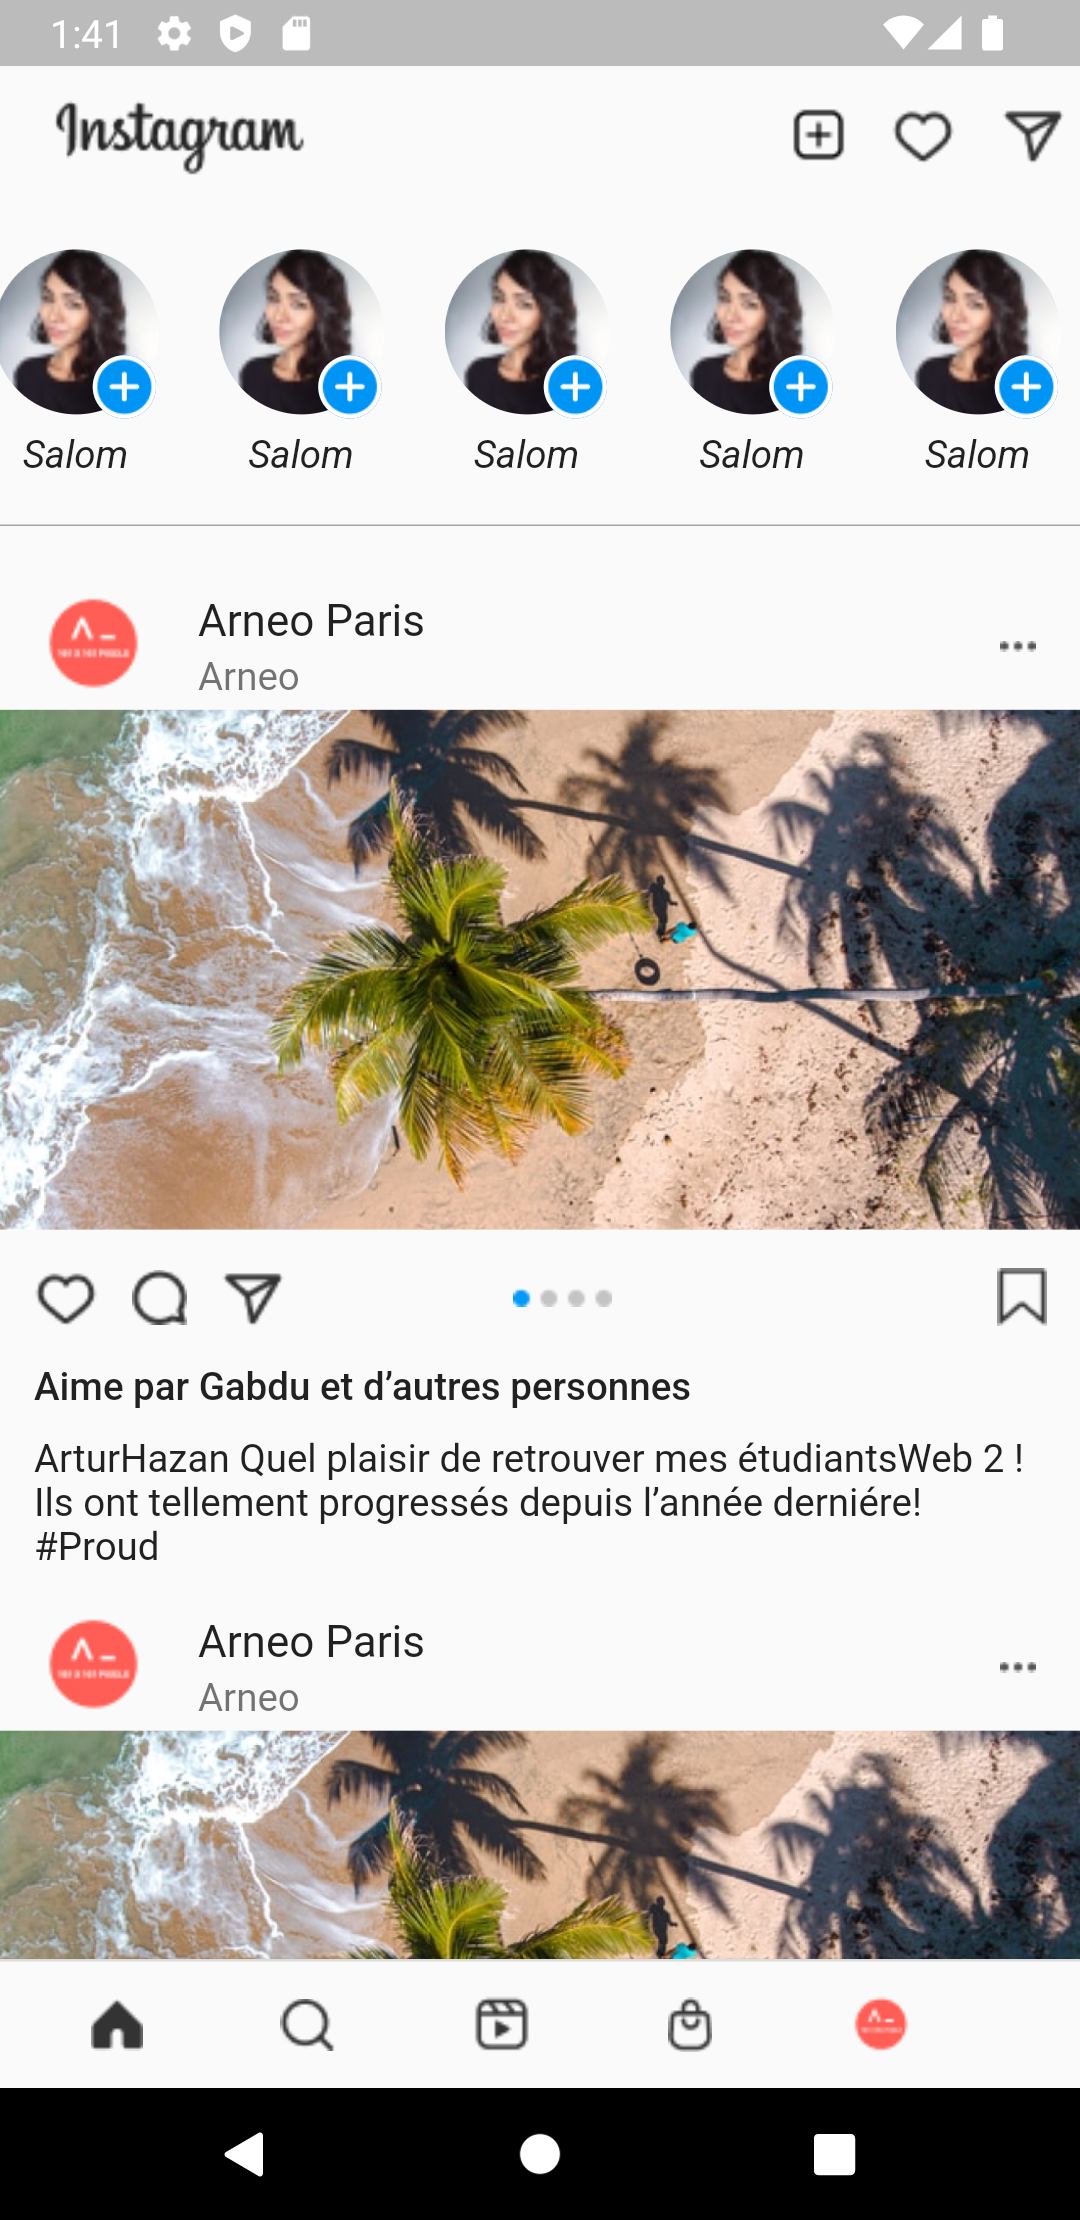 1:41
Instagram
Salom Salom Salom Salom Salom
Arneo Paris
Arneo
Aime par Gabdu et d’autres personnes
ArturHazan Quel plaisir de retrouver mes étudiantsWeb 2 !
Ils ont tellement progressés depuis l’année derniére!
#Proud
Arneo Paris
Arneo